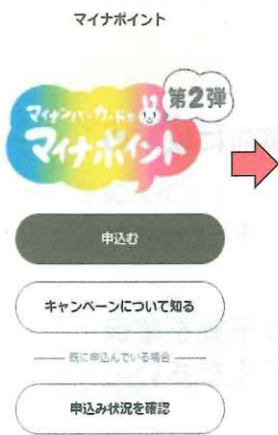 マイナポイント
第2弾
マイナンバーカードで
マイナポイント
申込む
キャンペーンについて知る
既に申込んでいる場合
申込み状況を確認